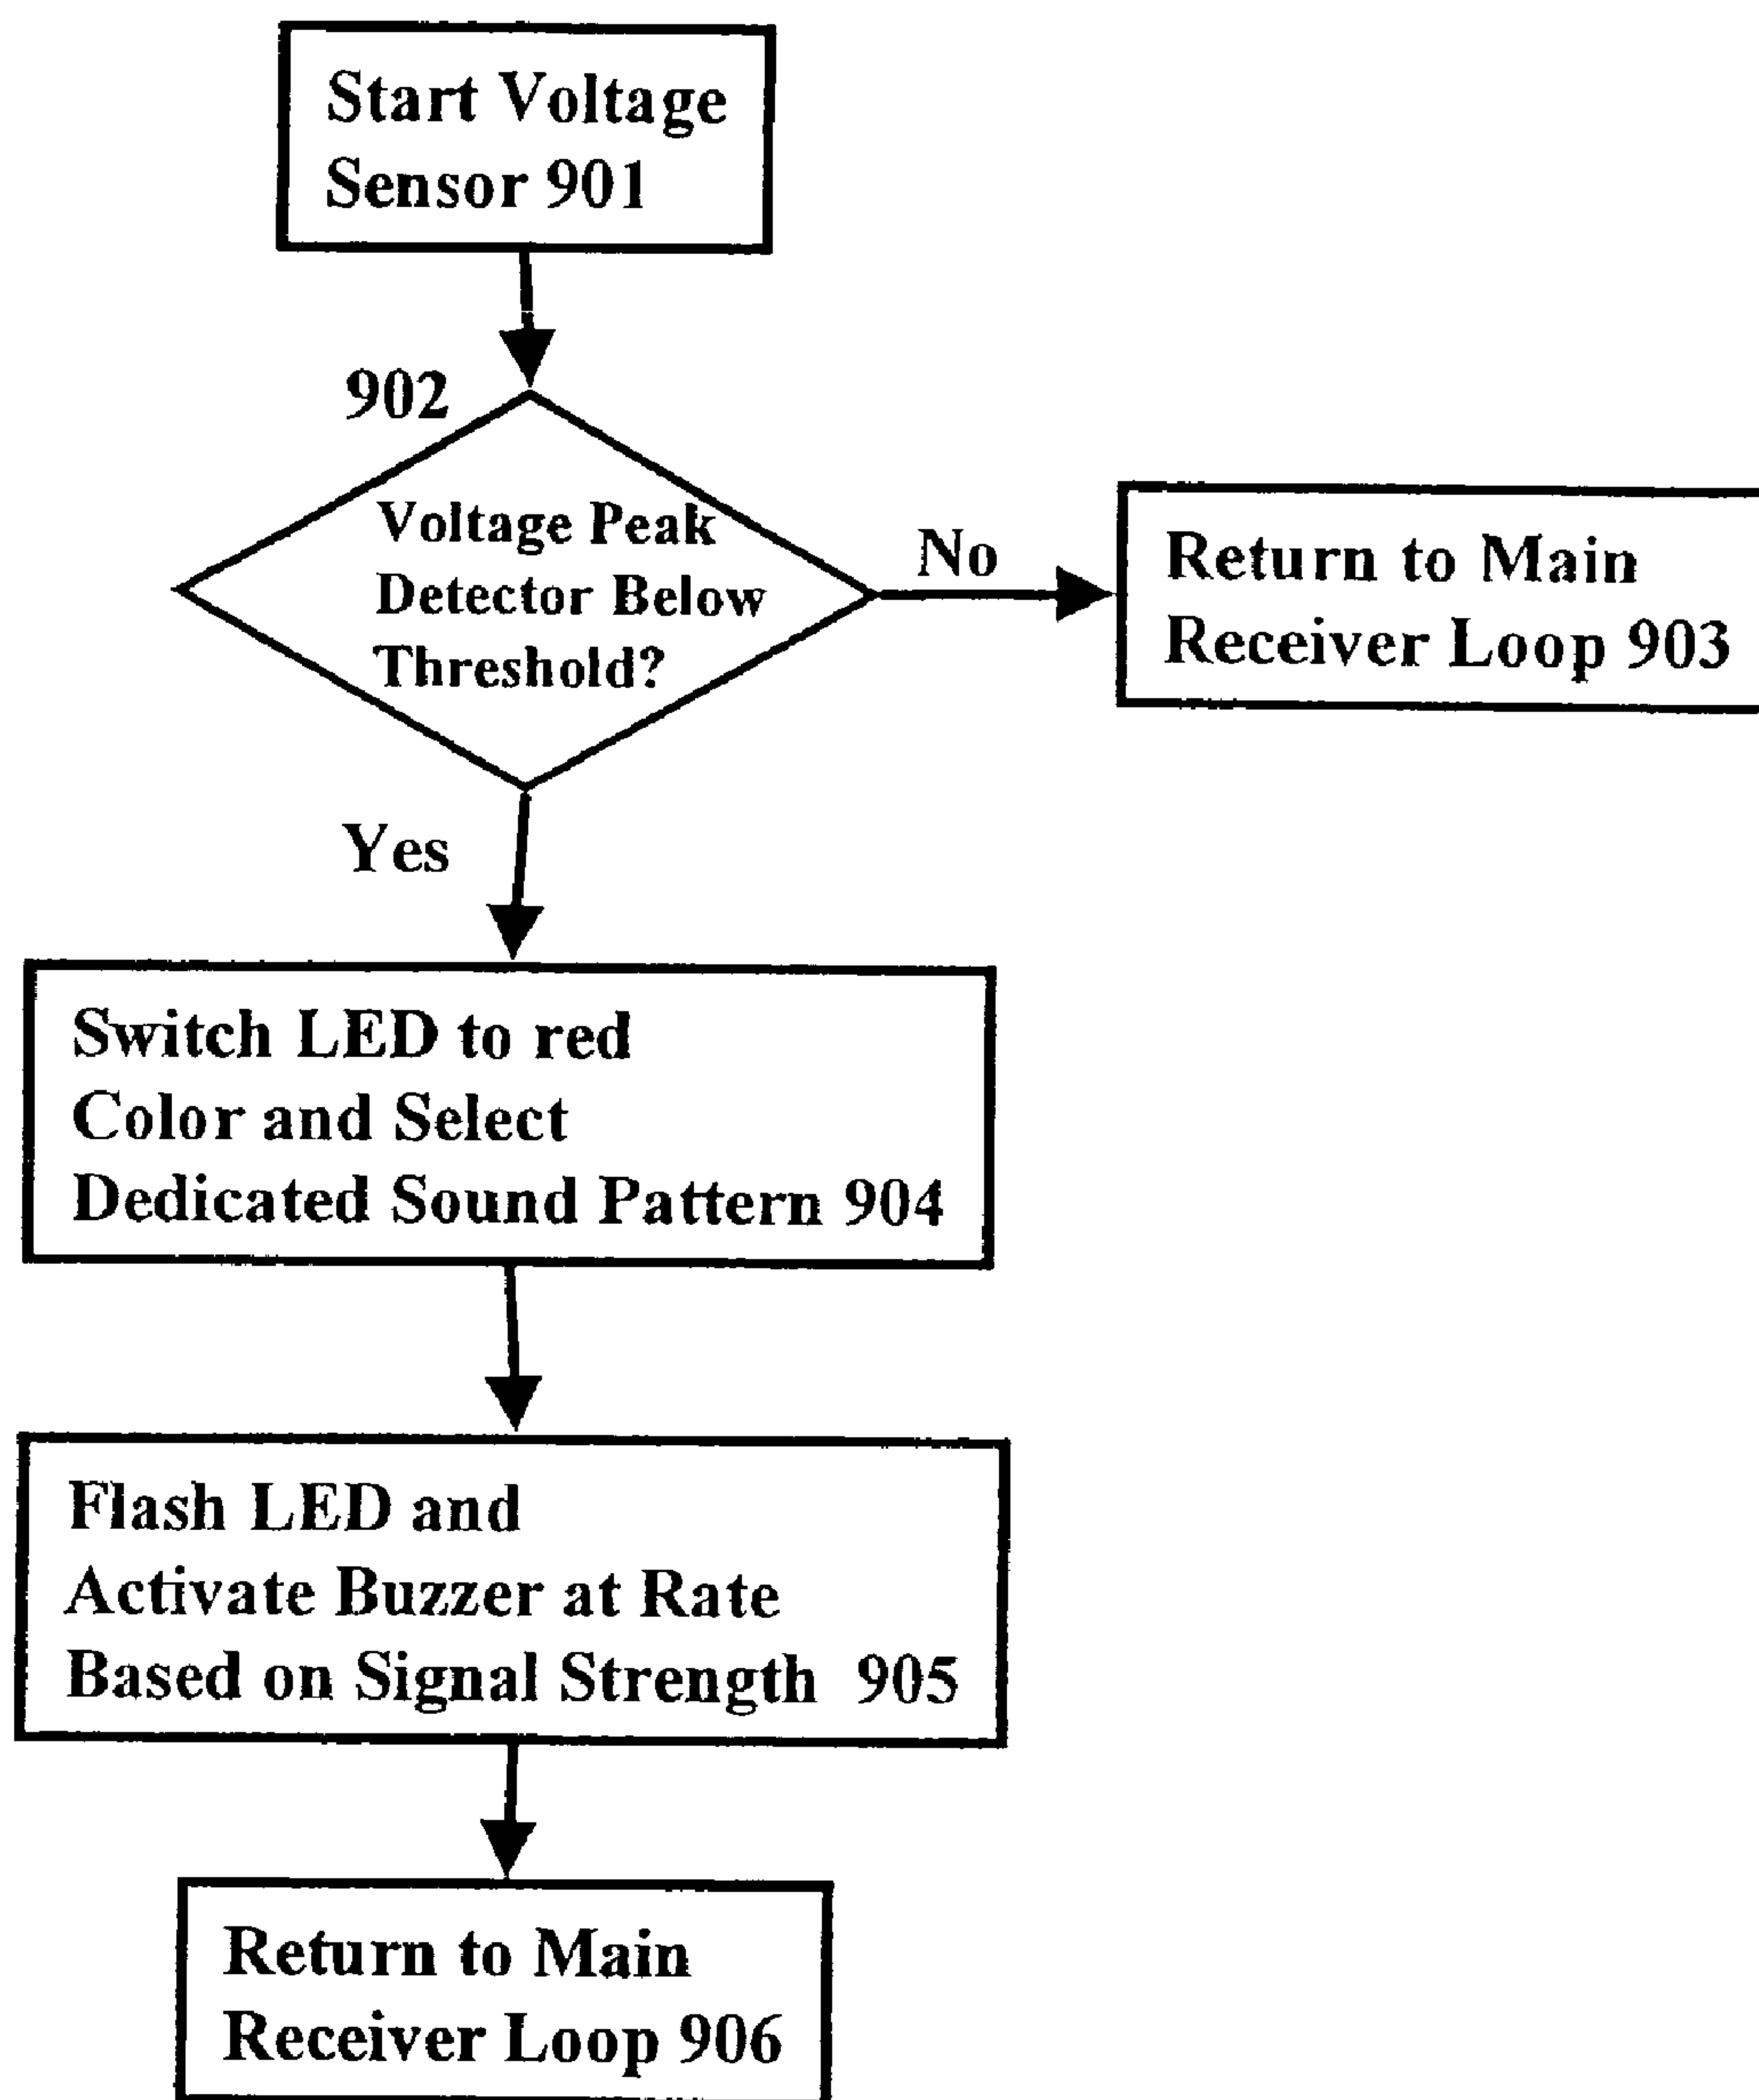 Start Voltage
Sensor 901
902
Voltage Peak
Detector Below
Threshold?
No
Return to Main
Receiver Loop 903
Yes
Switch LED to red
Color and Select
Dedicated Sound Pattern 904
Flash LED and
Activate Buzzer at Rate
Based on Signal Strength 905
Return to Main
Receiver Loop 906